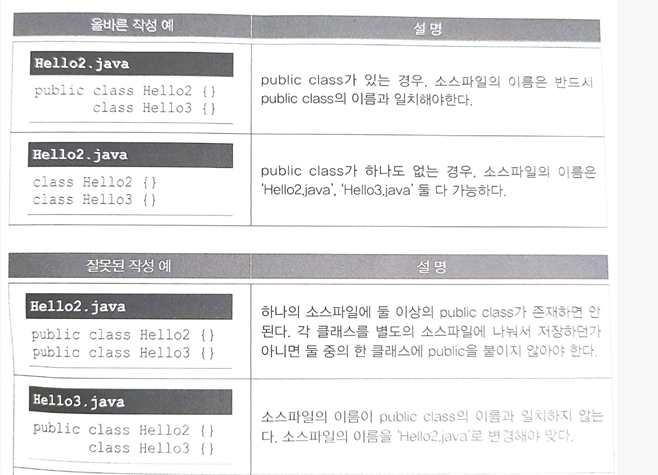 올바른 작성 예
설 명
Hello2.java
public class Hello2 {}
class Hello3 {}
public class가 있는 경우, 소스파일의 이름은 반드시
public class의 이름과 일치해야한다.
Hello2.java
class Hello2 {}
class Hello3 {}
public class가 하나도 없는 경우, 소스파일의 이름은
‘Hello2.java’, ‘Hello3.java’ 둘 다 가능하다.
잘못된 작성 예
설 명
Hello2.java
public class Hello2 {}
public class Hello3 {}
하나의 소스파일에 둘 이상의 public class가 존재하면 안
된다. 각 클래스를 별도의 소스파일에 나눠서 저장하던가
아니면 둘 중의 한 클래스에 public을 붙이지 않아야 한다.
Hello3.java
public class Hello2 {}
class Hello3 {}
소스파일의 이름이 public class의 이름과 일치하지 않는
다. 소스파일의 이름을 ‘Hello2.java’로 변경해야 맞다.